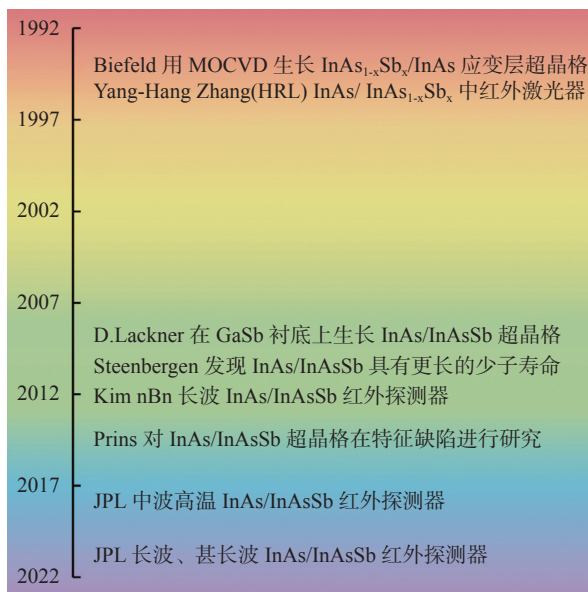 1992
Biefeld 用 MOCVD 生长 InAs₁₋ₓSbₓ/InAs 应变层超晶格
Yang-Hang Zhang(HRL) InAs/ InAs₁₋ₓSbₓ 中红外激光器
1997
2002
2007
D.Lackner 在 GaSb 衬底上生长 InAs/InAsSb 超晶格
Steenbergen 发现 InAs/InAsSb 具有更长的少子寿命
2012
Kim nBn 长波 InAs/InAsSb 红外探测器
Prins 对 InAs/InAsSb 超晶格在特征缺陷进行研究
2017
JPL 中波高温 InAs/InAsSb 红外探测器
JPL 长波、甚长波 InAs/InAsSb 红外探测器
2022